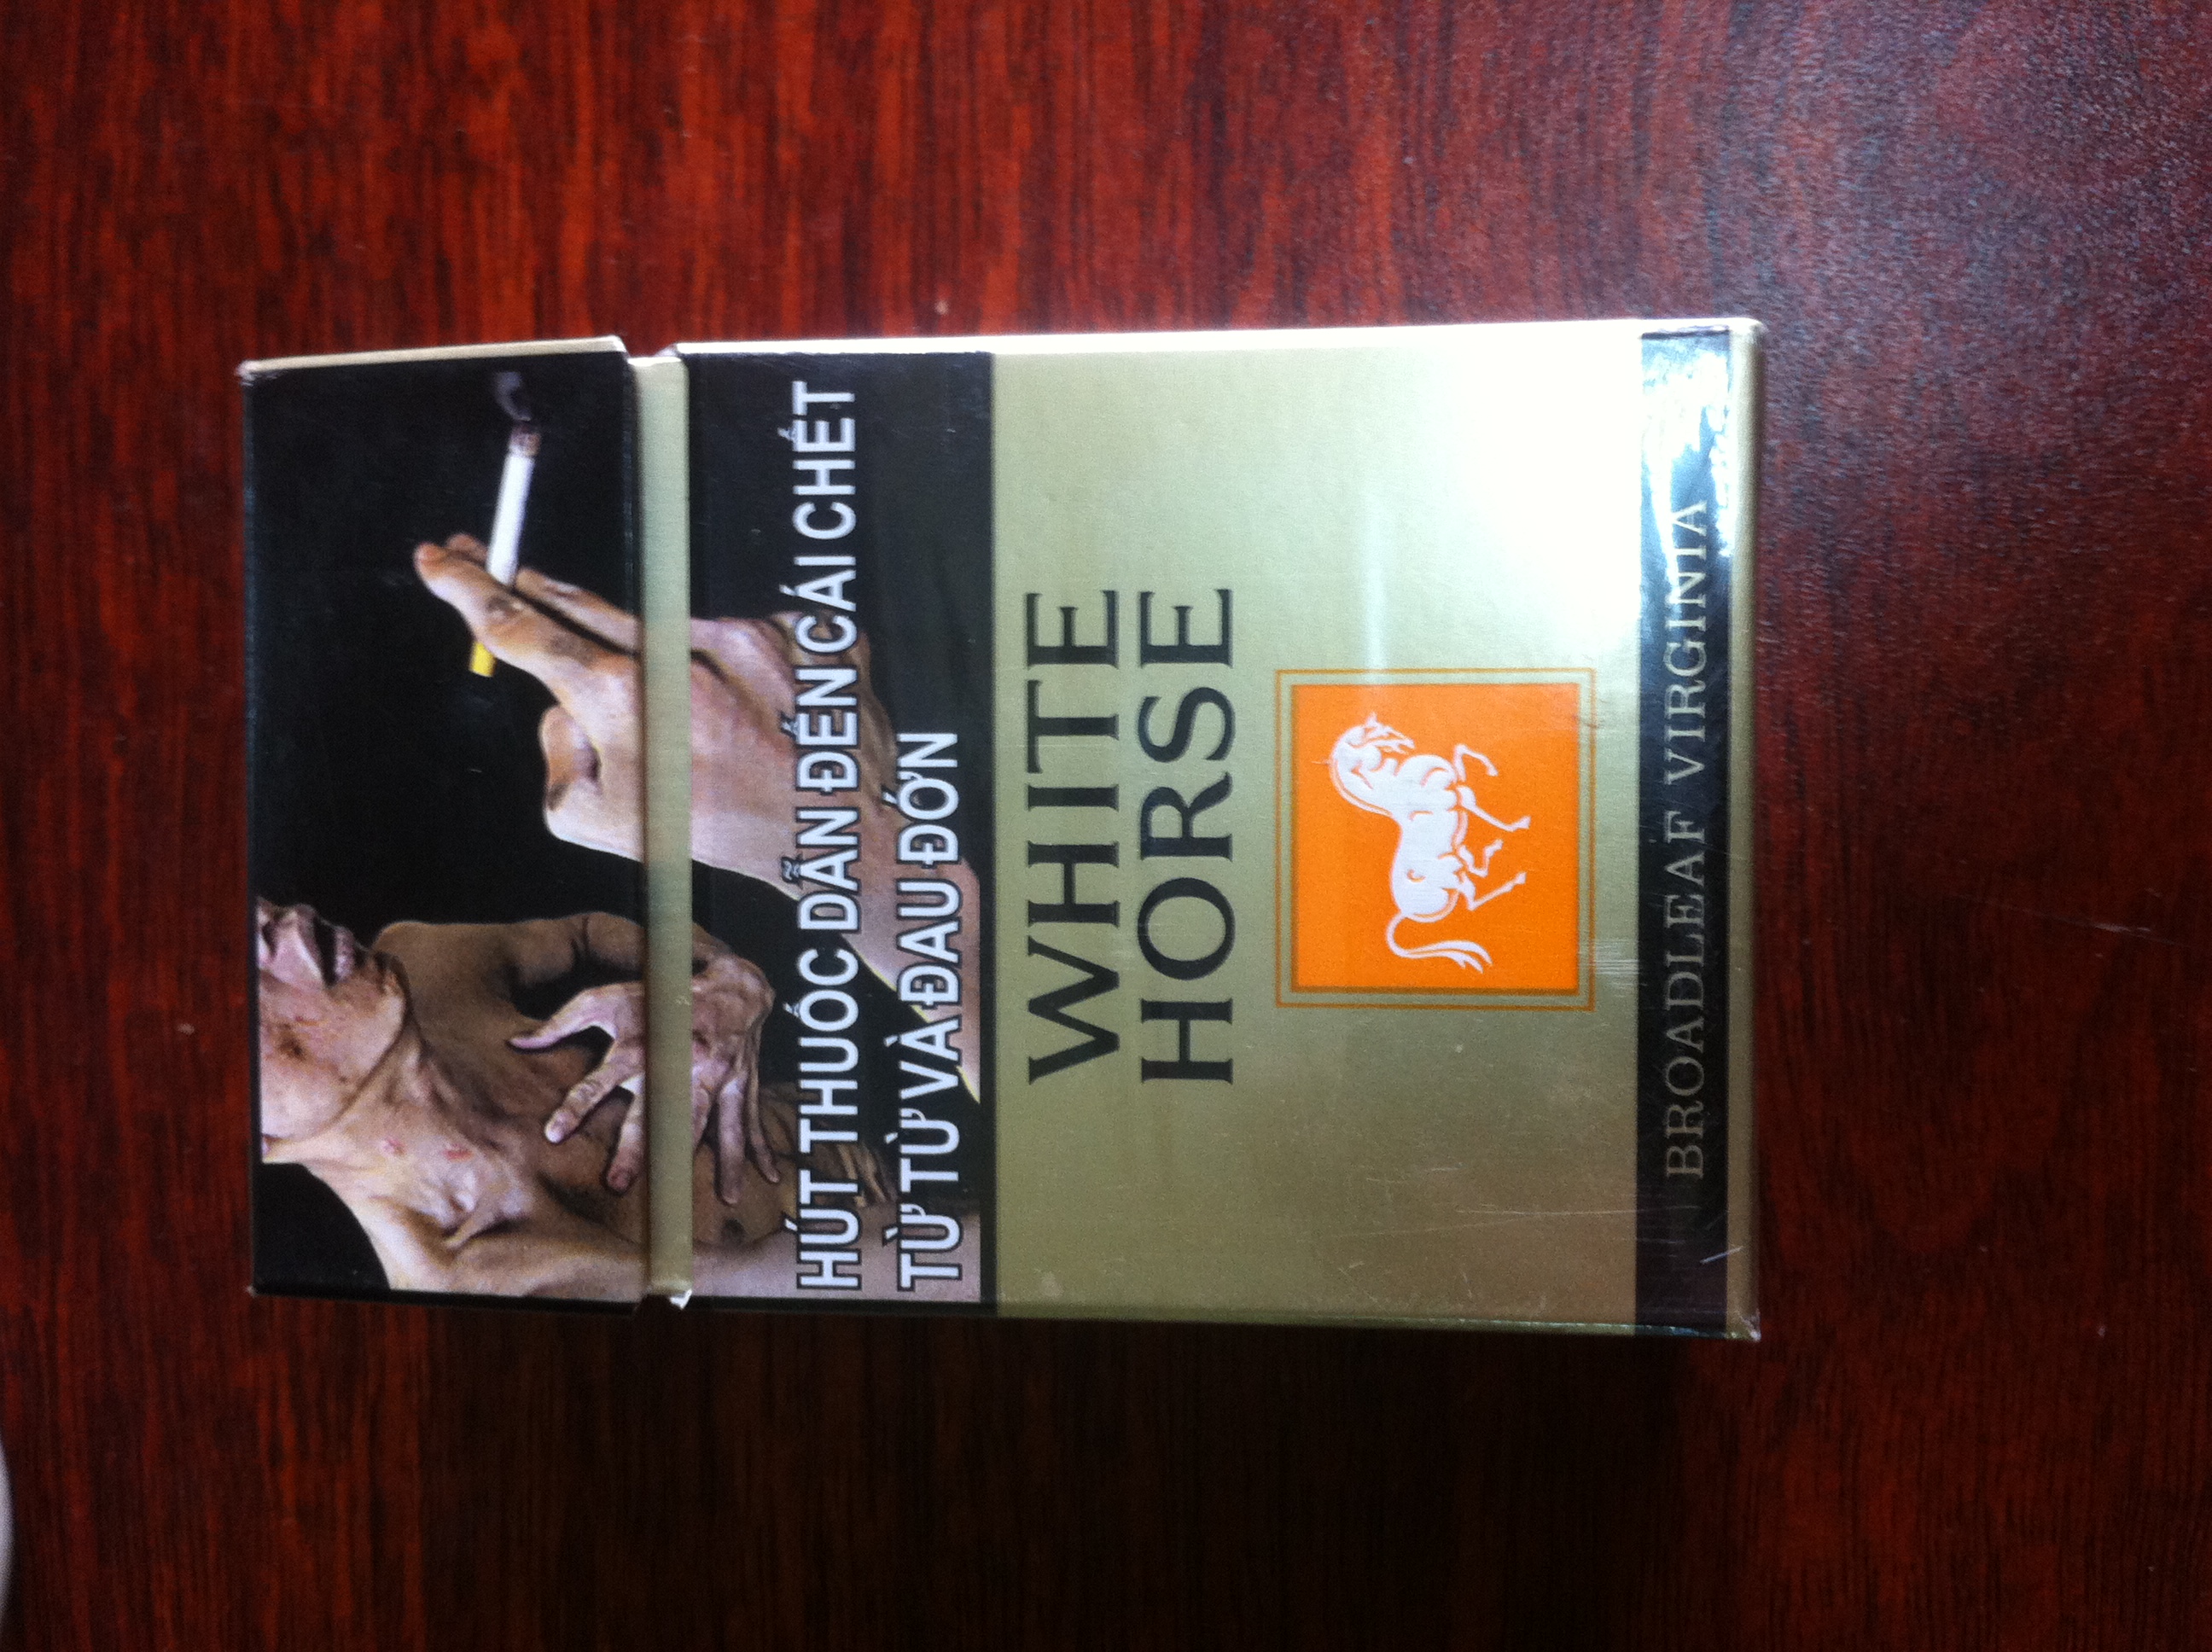 HÚT THUỐC DẪN ĐẾN CÁI CHẾT
TỪ TỪ VÀ ĐAU ĐỚN
WHITE
HORSE
BROADLEAF VIRGINIA